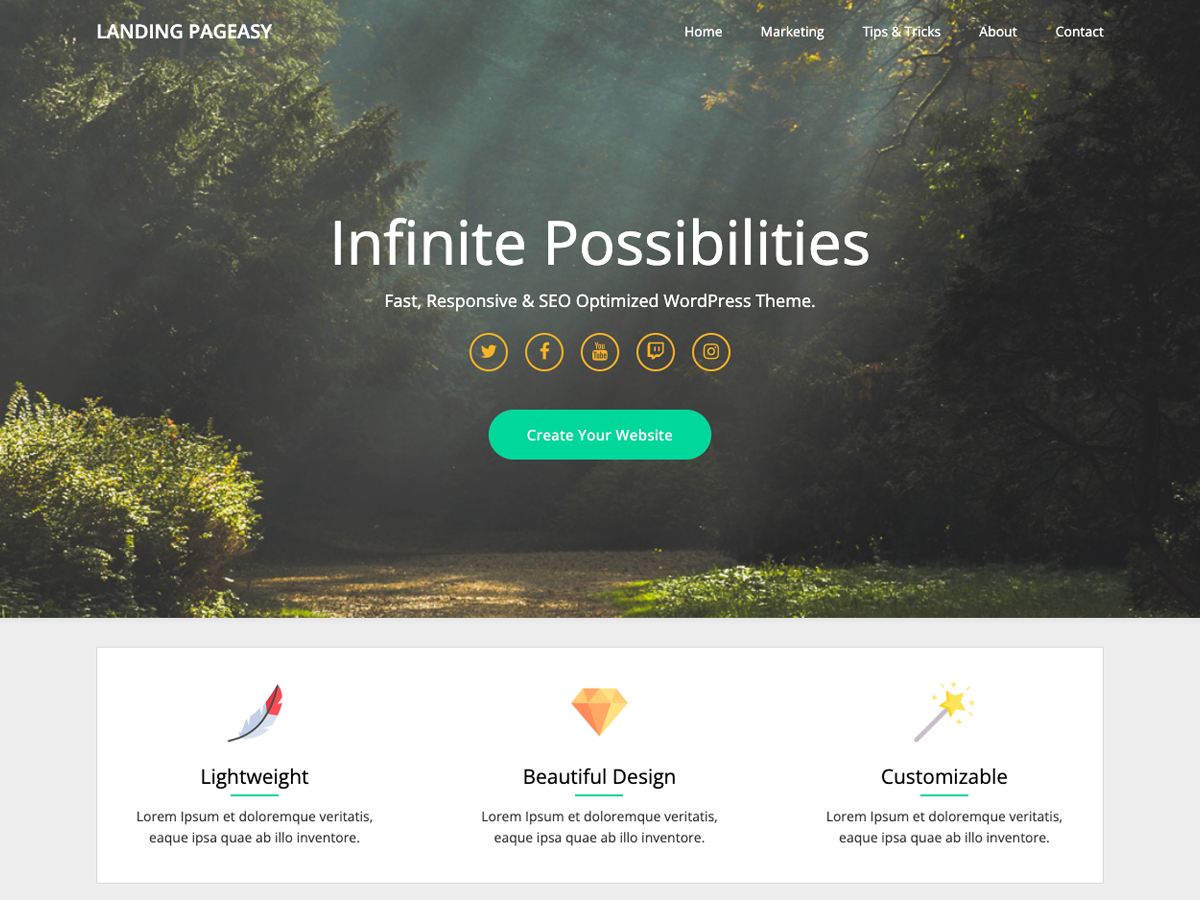 LANDING PAGEASY
Home Marketing Tips & Tricks About Contact
Infinite Possibilities
Fast, Responsive & SEO Optimized WordPress Theme.
You
Tube
Create Your Website
Lightweight Beautiful Design Customizable
Lorem Ipsum et doloremque veritatis,
eaque ipsa quae ab illo inventore.
Lorem Ipsum et doloremque veritatis,
eaque ipsa quae ab illo inventore.
Lorem Ipsum et doloremque veritatis,
eaque ipsa quae ab illo inventore.